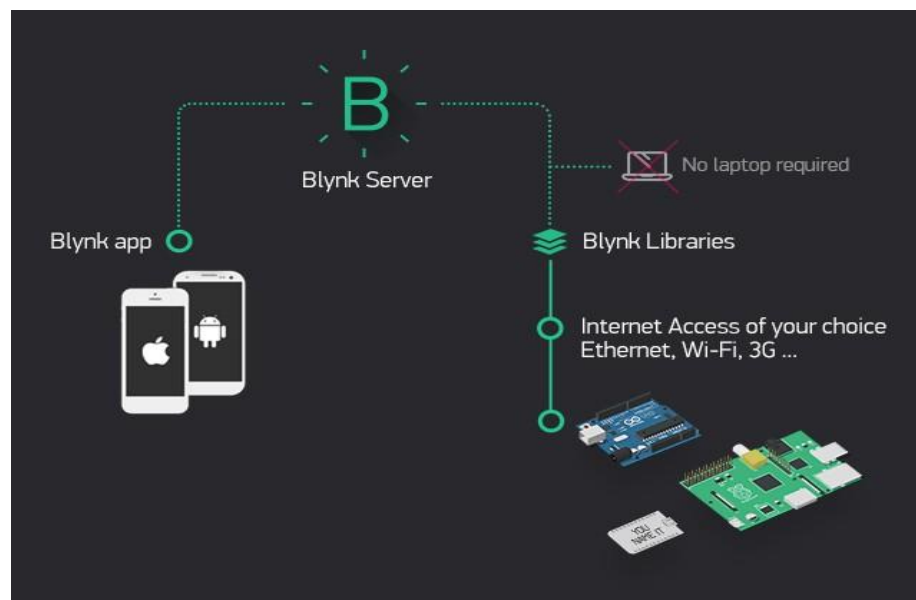 B
Blynk Server
No laptop required
Blynk app
Blynk Libraries
Internet Access of your choice
Ethernet, Wi-Fi, 3G ...
YOU
NAME IT